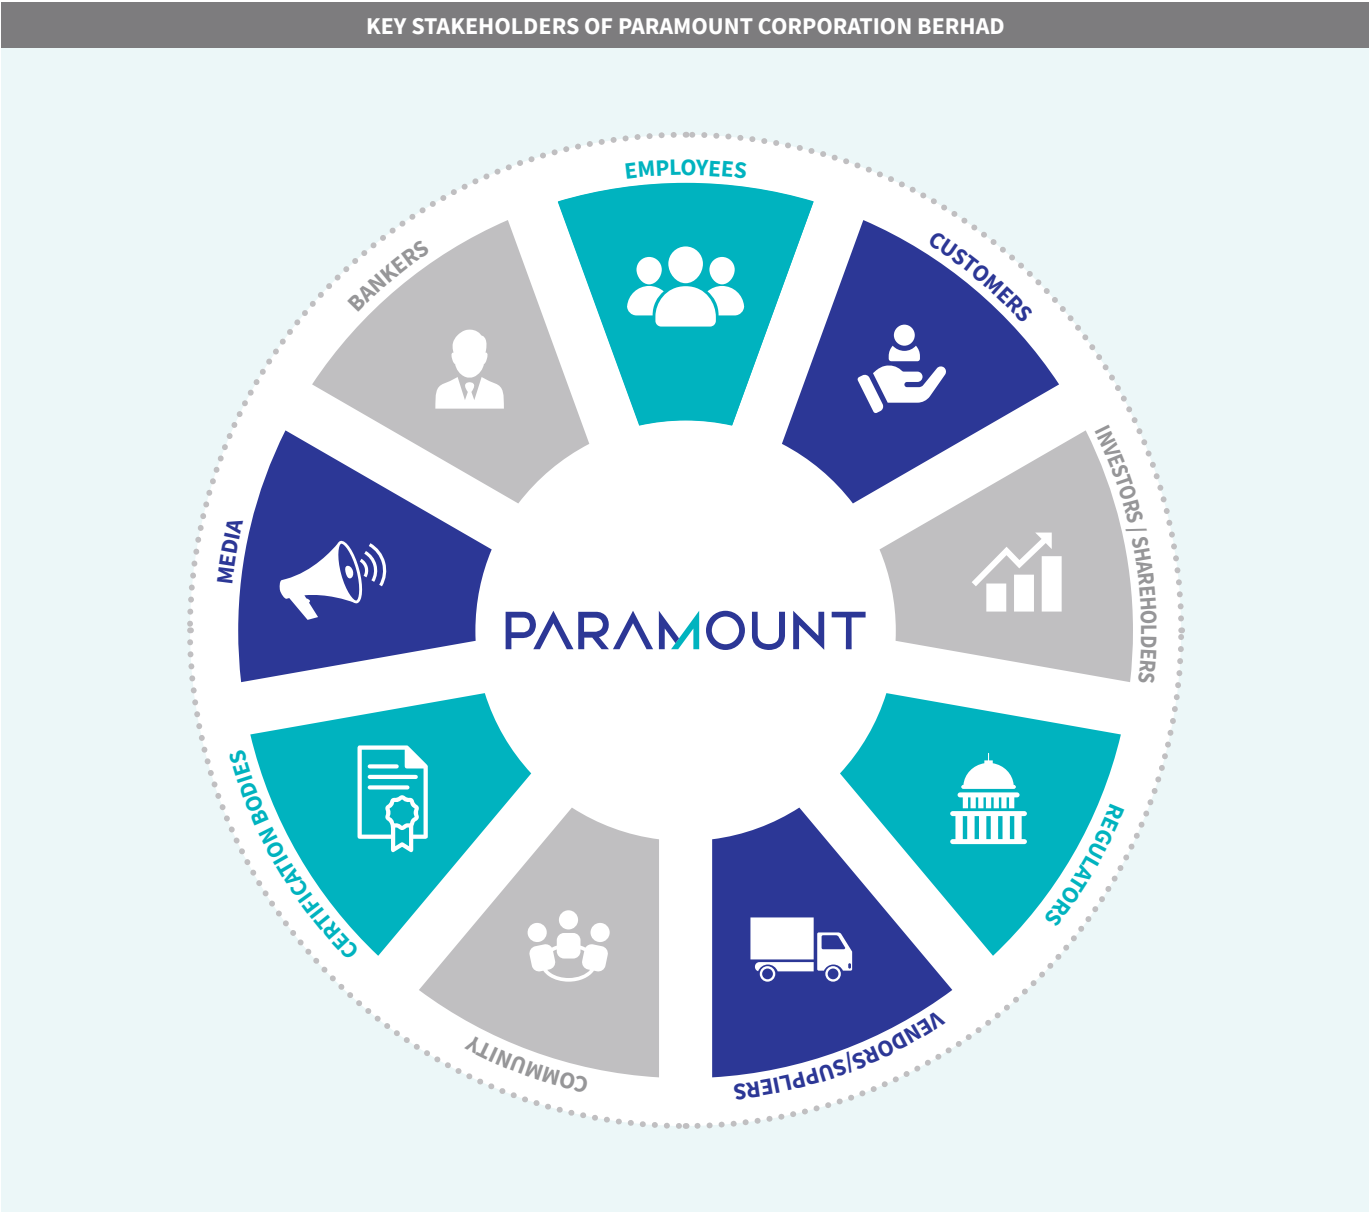 KEY STAKEHOLDERS OF PARAMOUNT CORPORATION BERHAD
EMPLOYEES
CUSTOMERS
INVESTORS / SHAREHOLDERS
REGULATORS
VENDORS/SUPPLIERS
COMMUNITY
CERTIFICATION BODIES
MEDIA
BANKERS
PARAMOUNT